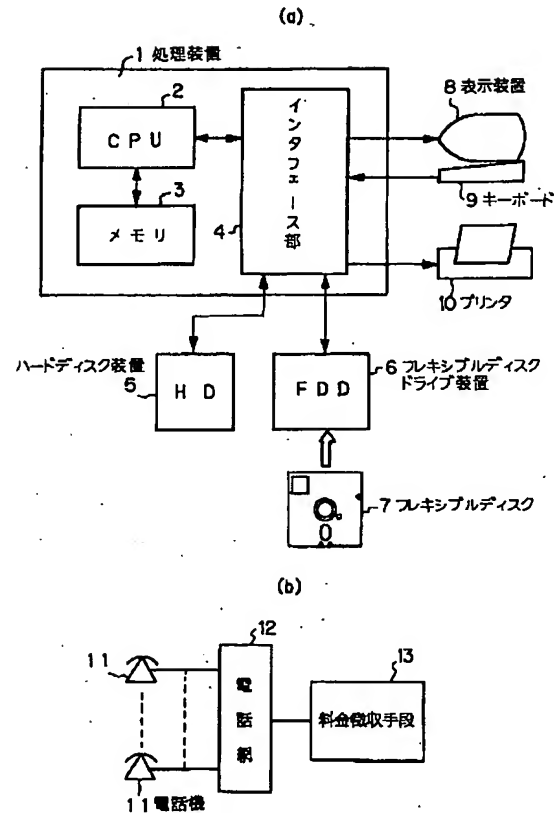 (a)
1 処理装置
2
CPU
3
メモリ
4
インタフェース部
8 表示装置
9 キーボード
10 プリンタ
ハードディスク装置
5
HD
FDD
6 フレキシブルディスク
ドライブ装置
7 フレキシブルディスク
(b)
11
12
電話網
13
料金徴収手段
11 電話機